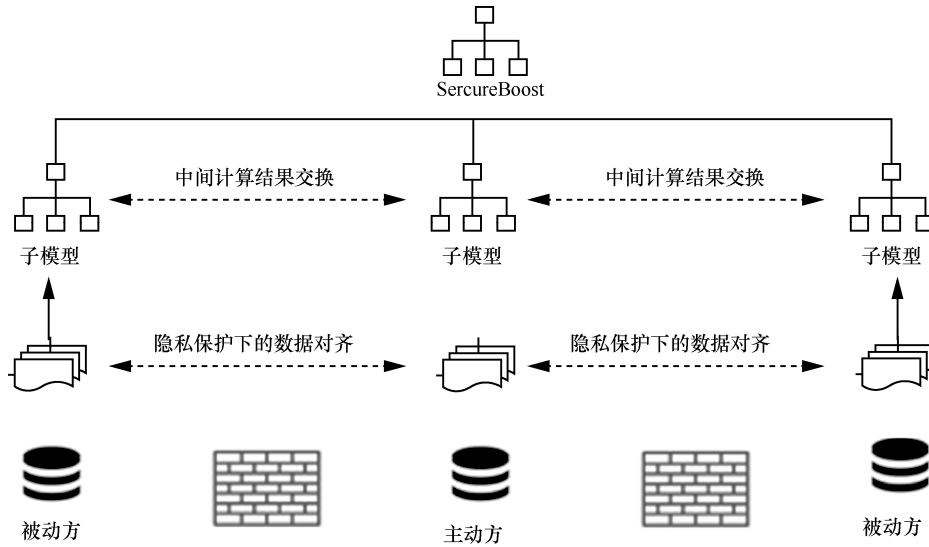 SercureBoost
中间计算结果交换
中间计算结果交换
子模型
子模型
子模型
隐私保护下的数据对齐
隐私保护下的数据对齐
被动方
主动方
被动方